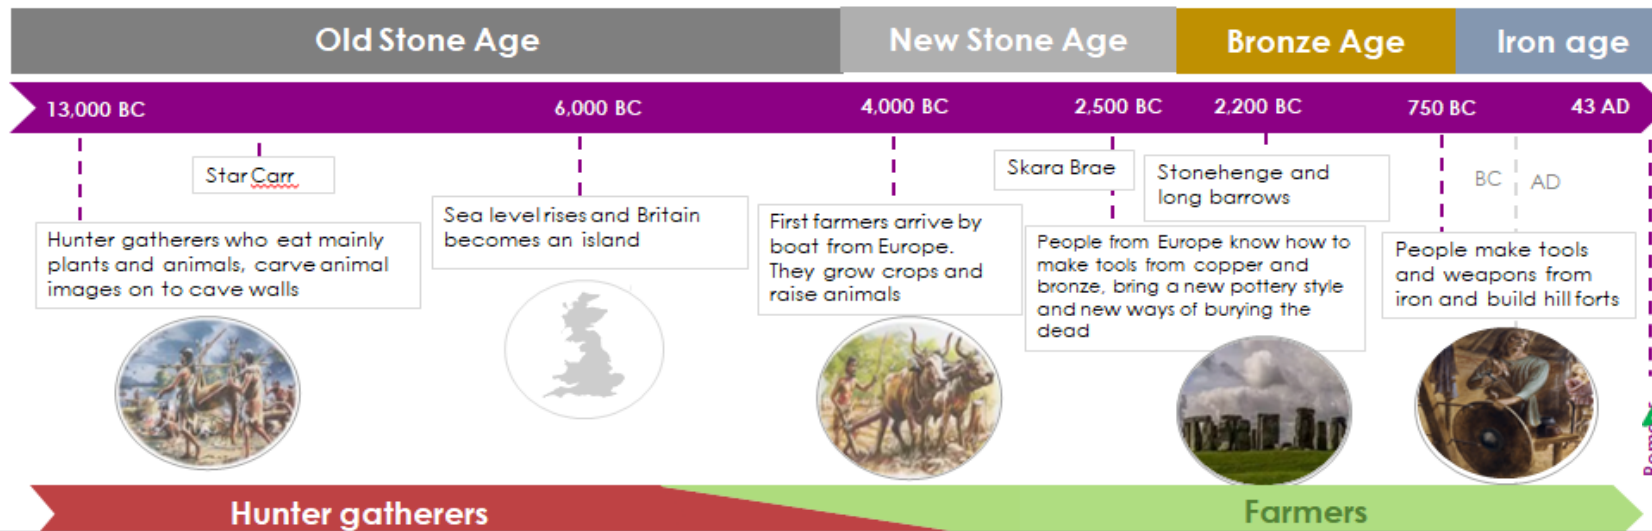 Old Stone Age
New Stone Age
Bronze Age
Iron age
13,000 BC
6,000 BC
4,000 BC
2,500 BC
2,200 BC
750 BC
43 AD
Star Carr
Skara Brae
Stonehenge and
long barrows
BC
AD
Hunter gatherers who eat mainly
plants and animals, carve animal
images on to cave walls
Sea level rises and Britain
becomes an island
First farmers arrive by
boat from Europe.
They grow crops and
raise animals
People from Europe know how to
make tools from copper and
bronze, bring a new pottery style
and new ways of burying the
dead
People make tools
and weapons from
iron and build hill forts
Hunter gatherers
Farmers